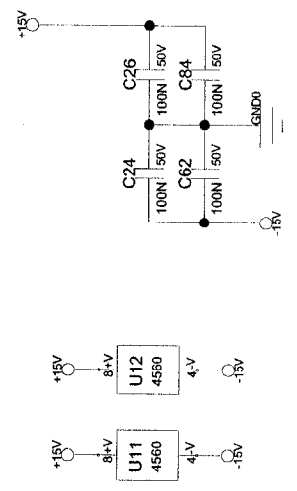 +15V
C26
50V
100N
C84
50V
100N
GND0
C24
50V
100N
C62
50V
100N
-15V
+15V
8
+V
U12
4560
4
-V
-15V
+15V
8
+V
U11
4560
4
-V
-15V